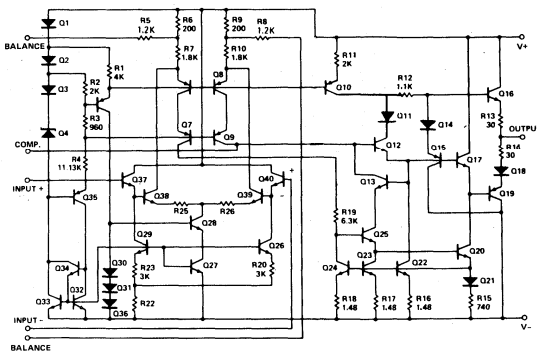 Q1
R5
1.2K
R6
200
R9
200
R8
1.2K
BALANCE
V+
Q2
R1
4K
R7
1.8K
R10
1.8K
R11
2K
Q3
R2
2K
Q8
Q10
R12
1.1K
Q16
R3
960
Q11
Q14
R13
30
Q4
Q7
Q9
OUTPUT
COMP.
Q12
Q15
Q17
30
R4
11.13K
Q18
INPUT +
Q37
Q40
+
-
Q13
Q19
Q35
Q38
Q39
R25
R26
R19
6.3K
Q28
Q25
Q29
Q26
Q20
Q34
Q30
R23
3K
Q27
R20
3K
Q24
Q23
Q22
Q21
Q33
Q32
Q31
R22
R18
1.48
R17
1.48
R16
1.48
R15
740
Q36
INPUT -
V-
BALANCE